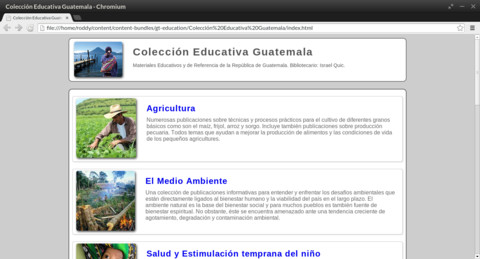 Colección Educativa Guatemala - Chromium
Colección Educativa Guat
file:///home/roddy/content/content-bundles/gt-education/Colección%20Educativa%20Guatemala/index.html
Colección Educativa Guatemala
Materiales Educativos y de Referencia de la República de Guatemala. Bibliotecario: Israel Quic.
Agricultura
Numerosas publicaciones sobre técnicas y procesos prácticos para el cultivo de diferentes granos
básicos como son el maíz, frijol, arroz y sorgo. Incluye también publicaciones sobre producción
pecuaria. Todos temas que ayudan a mejorar la producción de alimentos y las condiciones de vida
de los pequeños agricultores.
El Medio Ambiente
Una colección de publicaciones informativas para entender y enfrentar los desafíos ambientales que
están directamente ligados al bienestar humano y la viabilidad del país en el largo plazo. El
ambiente natural es la base del bienestar social y para muchos pueblos es también fuente de
bienestar espiritual. No obstante, éste se encuentra amenazado ante una tendencia creciente de
agotamiento, degradación y contaminación ambiental.
Salud y Estimulación temprana del niño